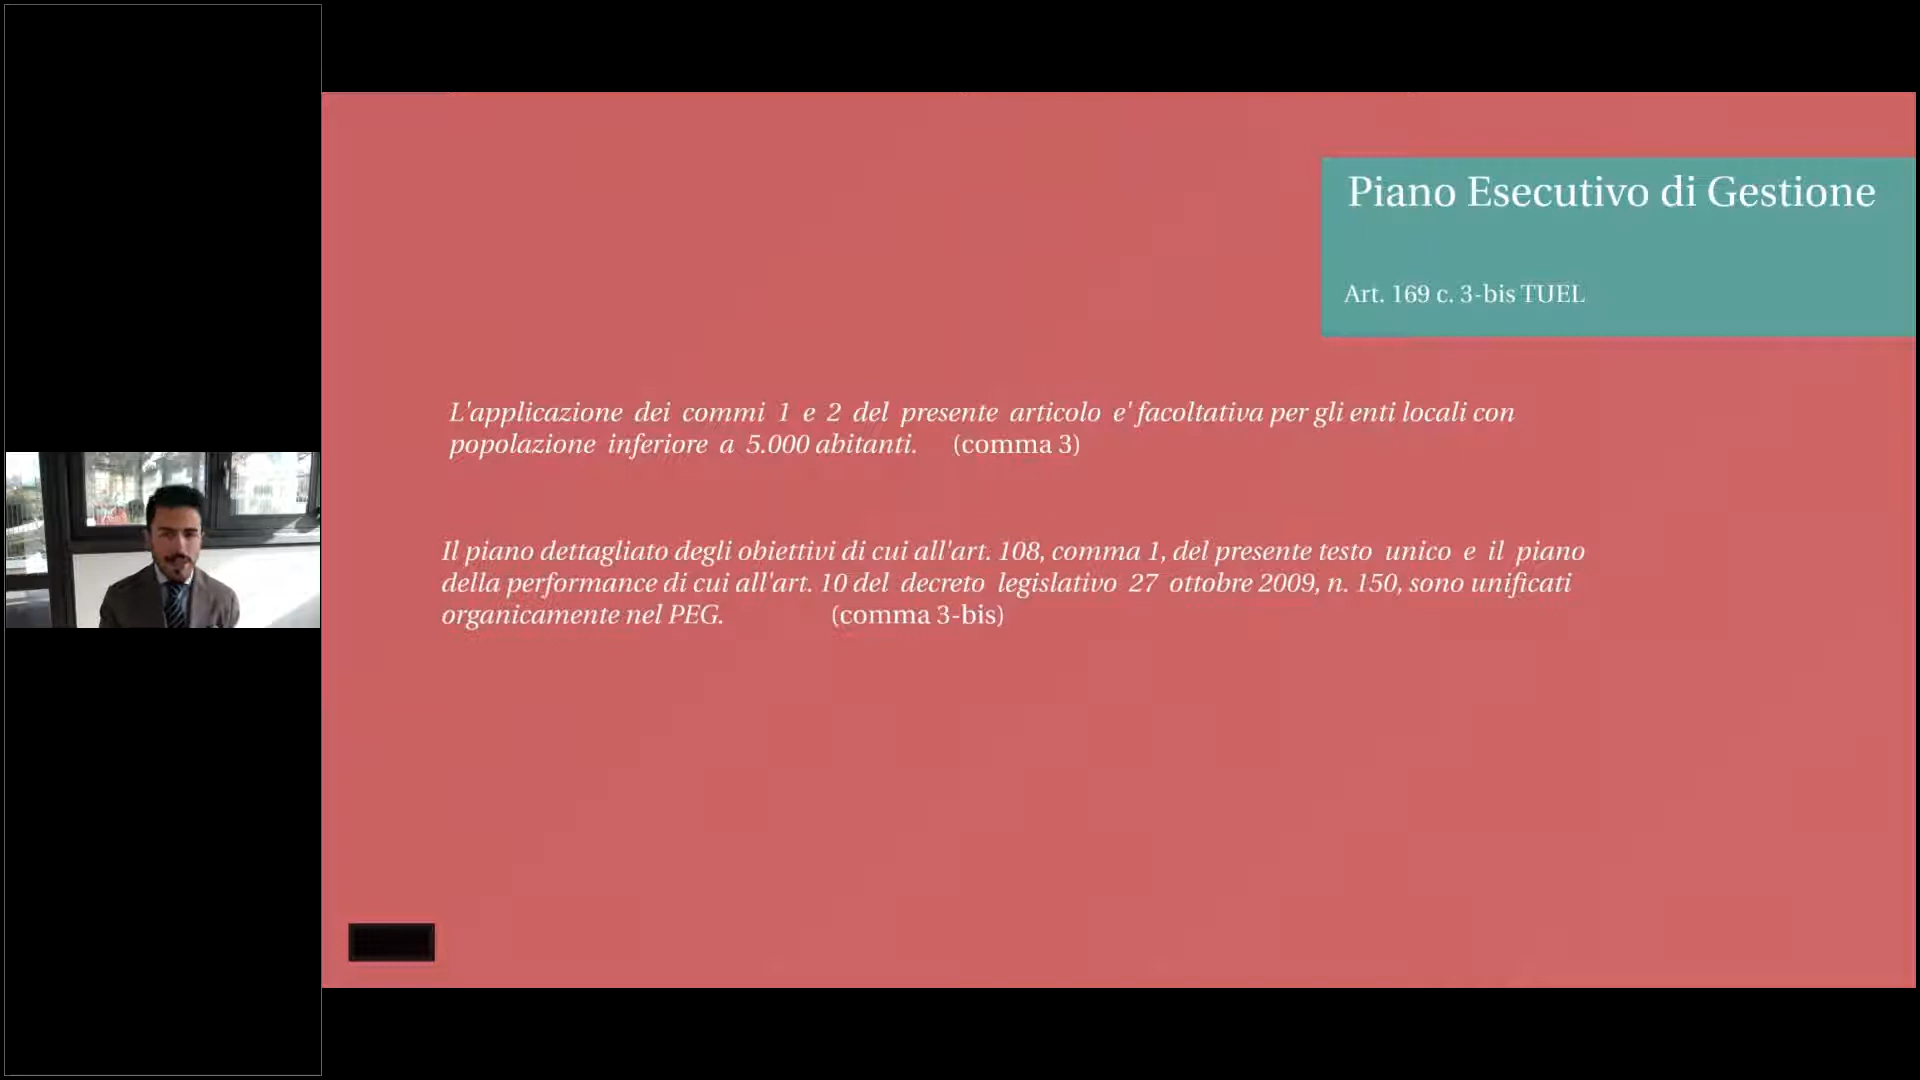 Piano Esecutivo di Gestione
Art. 169 c. 3-bis TUEL
L'applicazione dei commi 1 e 2 del presente articolo e' facoltativa per gli enti locali con
popolazione inferiore a 5.000 abitanti. (comma 3)
Il piano dettagliato degli obiettivi di cui all'art. 108, comma 1, del presente testo unico e il piano
della performance di cui all'art. 10 del decreto legislativo 27 ottobre 2009, n. 150, sono unificati
organicamente nel PEG. (comma 3-bis)